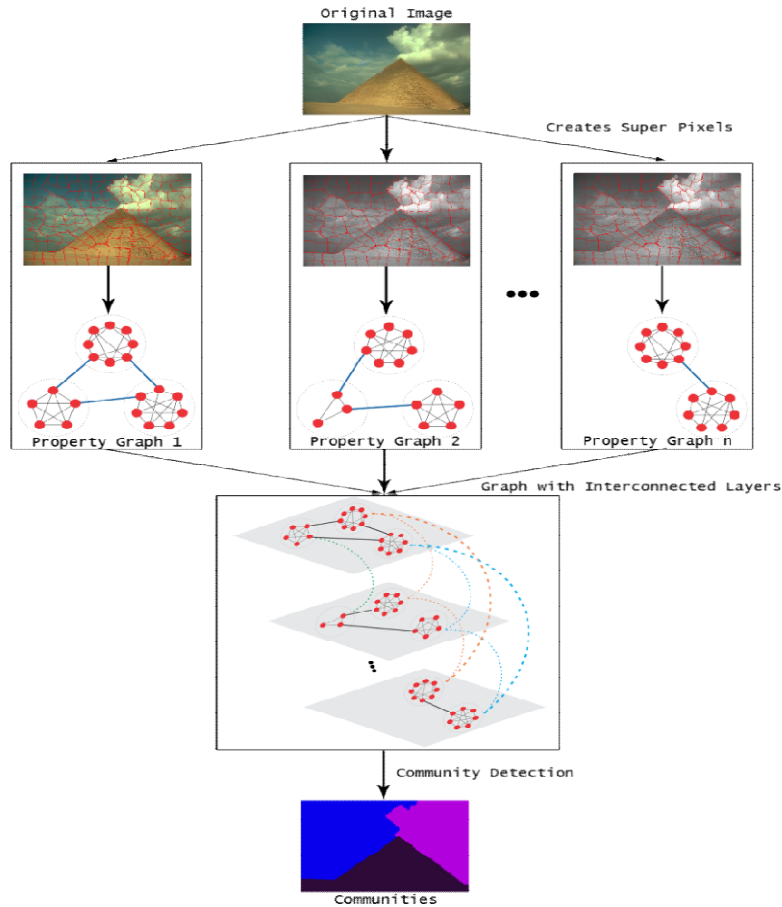 Original Image
Creates Super Pixels
Property Graph 1
Property Graph 2
Property Graph n
Graph with Interconnected Layers
Community Detection
Communities